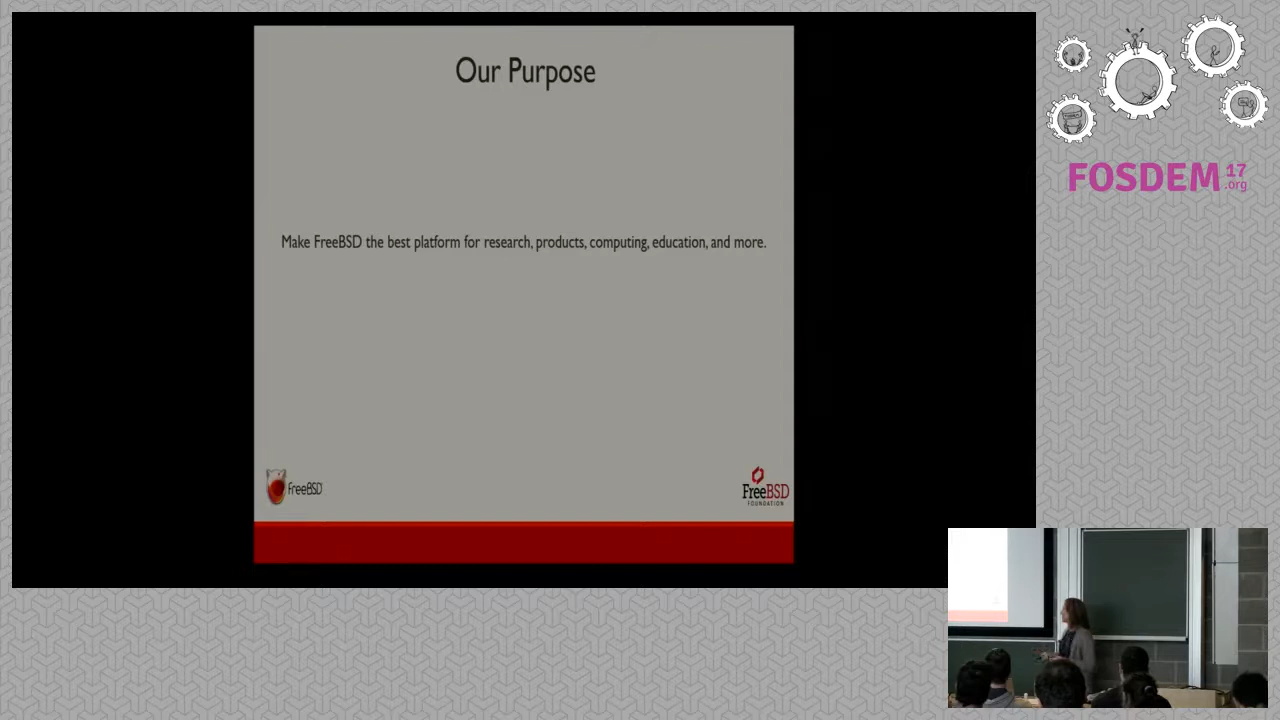 Our Purpose
Make FreeBSD the best platform for research, products, computing, education, and more.
FreeBSD
FreeBSD
FOUNDATION
FOSDEM 17
.org